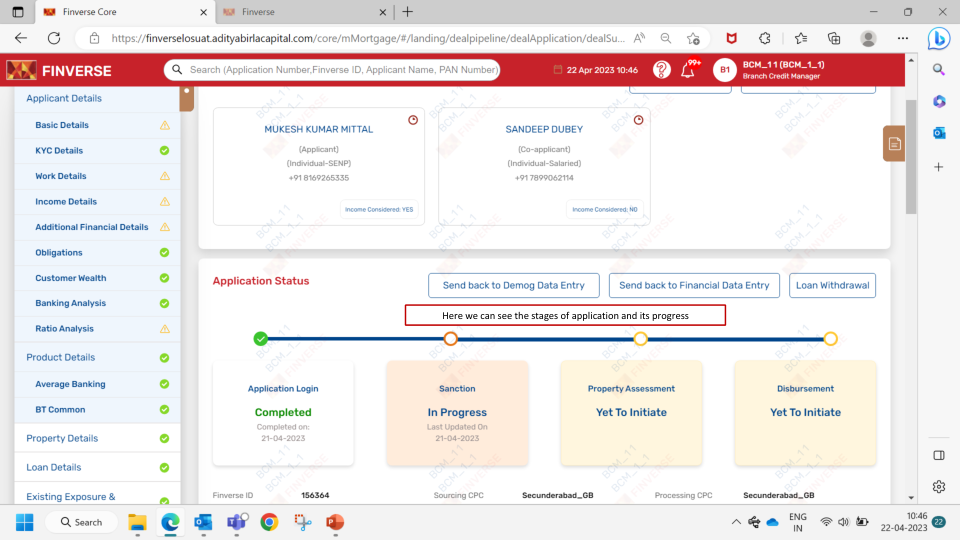 Finverse Core
Finverse
https://finverselosuat.adityabirlacapital.com/core/mMortgage/#/landing/dealpipeline/dealApplication/dealSu...
FINVERSE
Search (Application Number,Finverse ID, Applicant Name, PAN Number)
22 Apr 2023 10:46
99+
B1
BCM_11 (BCM_1_1)
Branch Credit Manager
Applicant Details
Basic Details
KYC Details
Work Details
Income Details
Additional Financial Details
Obligations
Customer Wealth
Banking Analysis
Ratio Analysis
Product Details
Average Banking
BT Common
Property Details
Loan Details
Existing Exposure &
MUKESH KUMAR MITTAL
(Applicant)
(Individual-SENP)
+91 8169265335
Income Considered: YES
SANDEEP DUBEY
(Co-applicant)
(Individual-Salaried)
+91 7899062114
Income Considered: NO
Application Status
Send back to Demog Data Entry
Send back to Financial Data Entry
Loan Withdrawal
Here we can see the stages of application and its progress
Application Login
Completed
Completed on:
21-04-2023
Sanction
In Progress
Last Updated On
21-04-2023
Property Assessment
Yet To Initiate
Disbursement
Yet To Initiate
Finverse ID 156364
Sourcing CPC Secunderabad_GB
Processing CPC Secunderabad_GB
BCM_11
BCM_1_1
FINVERSE
Search
ENG
IN
10:46
22-04-2023
22